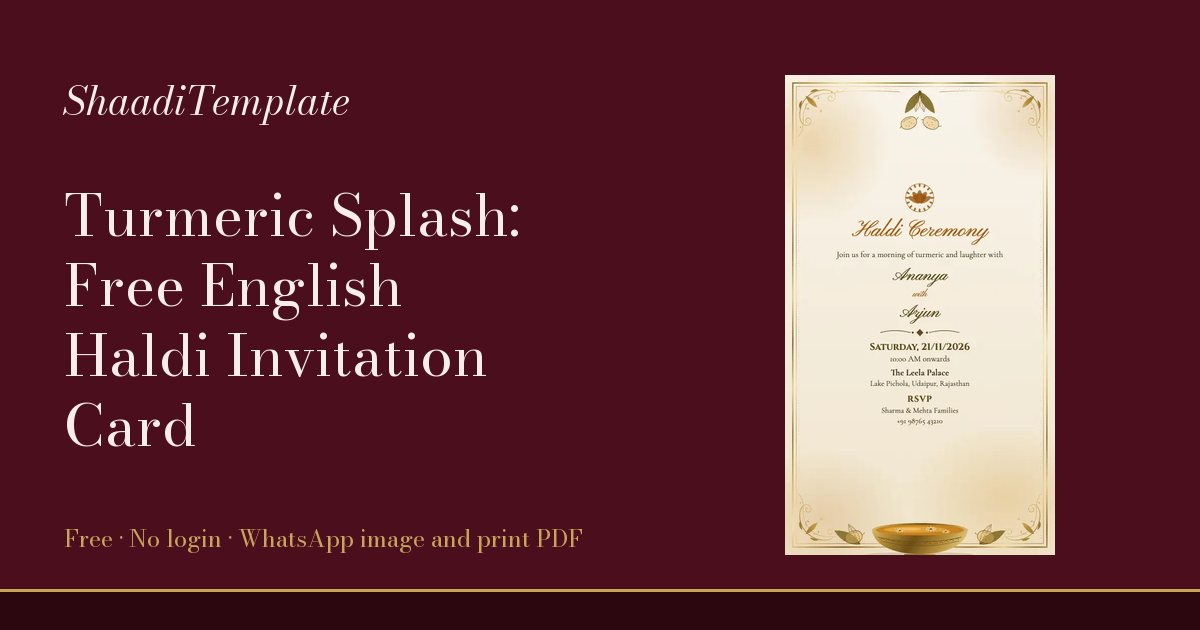 ShaadiTemplate
Turmeric Splash:
Free English
Haldi Invitation
Card
Free · No login · WhatsApp image and print PDF
Haldi Ceremony
Join us for a morning of turmeric and laughter with
Ananya
with
Arjun
Saturday, 21/11/2026
10:00 AM onwards
The Leela Palace
Lake Pichola, Udaipur, Rajasthan
RSVP
Sharma & Mehta Families
+91 98765 43210